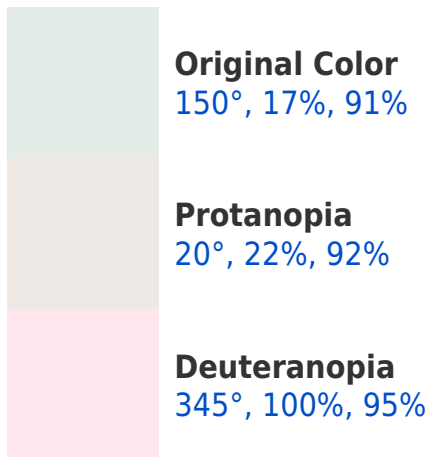 Original Color
150°, 17%, 91%
Protanopia
20°, 22%, 92%
Deuteranopia
345°, 100%, 95%